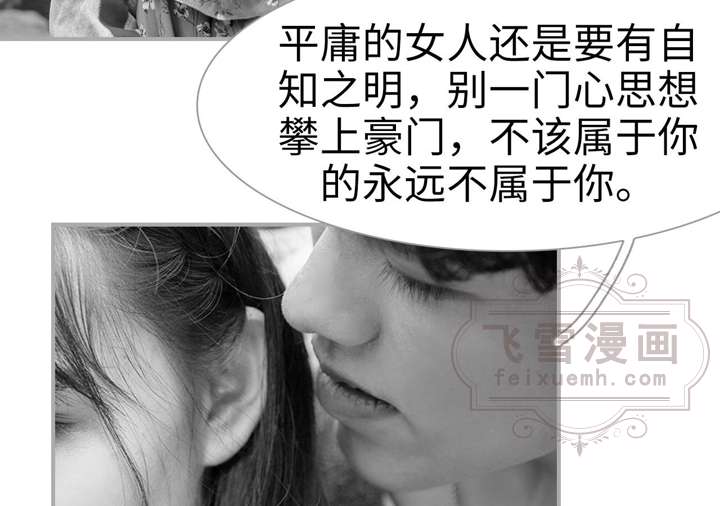 平庸的女人还是要有自
知之明，别一门心思想
攀上豪门，不该属于你
的永远不属于你。
飞雪漫画
feixuemh.com